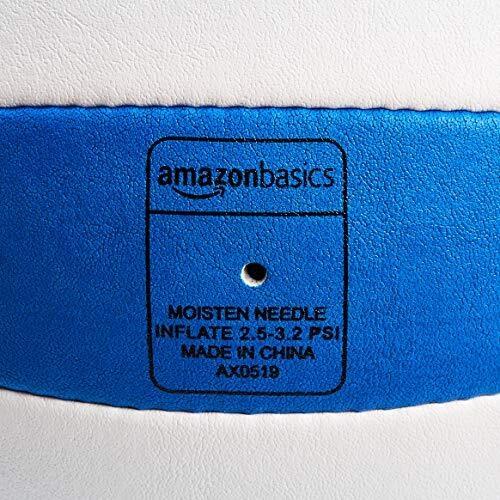 amazonbasics
MOISTEN NEEDLE
INFLATE 2.5-3.2 PSI
MADE IN CHINA
AX0519